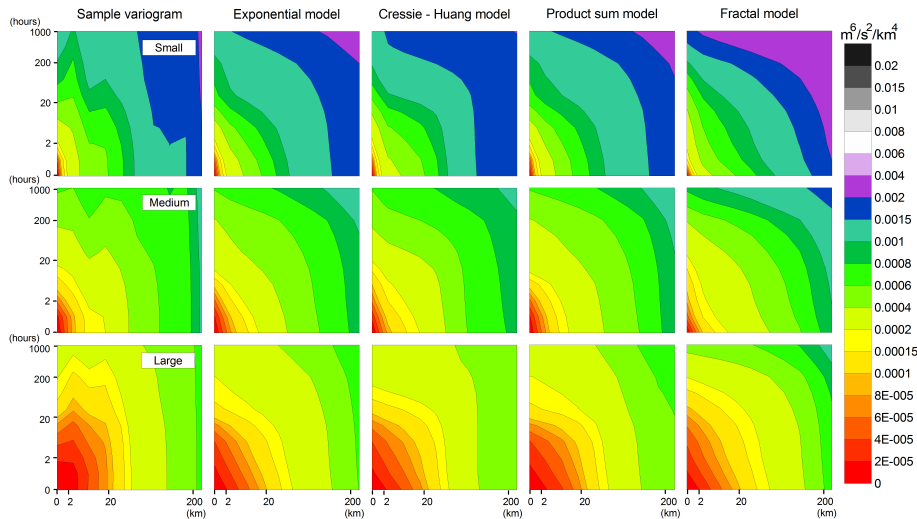 Sample variogram Exponential model Cressie - Huang model Product sum model Fractal model
(hours)
m6/s2/km4
1000 Small
200
20
2
0
0.02
0.015
0.01
0.008
0.006
0.004
0.002
0.0015
0.001
0.0008
0.0006
0.0004
0.0002
0.00015
0.0001
8E-005
6E-005
4E-005
2E-005
0
(hours)
1000 Medium
200
20
2
0
(hours)
1000 Large
200
20
2
0
0 2 20 200 0 2 20 200 0 2 20 200 0 2 20 200 0 2 20 200
(km) (km) (km) (km) (km)